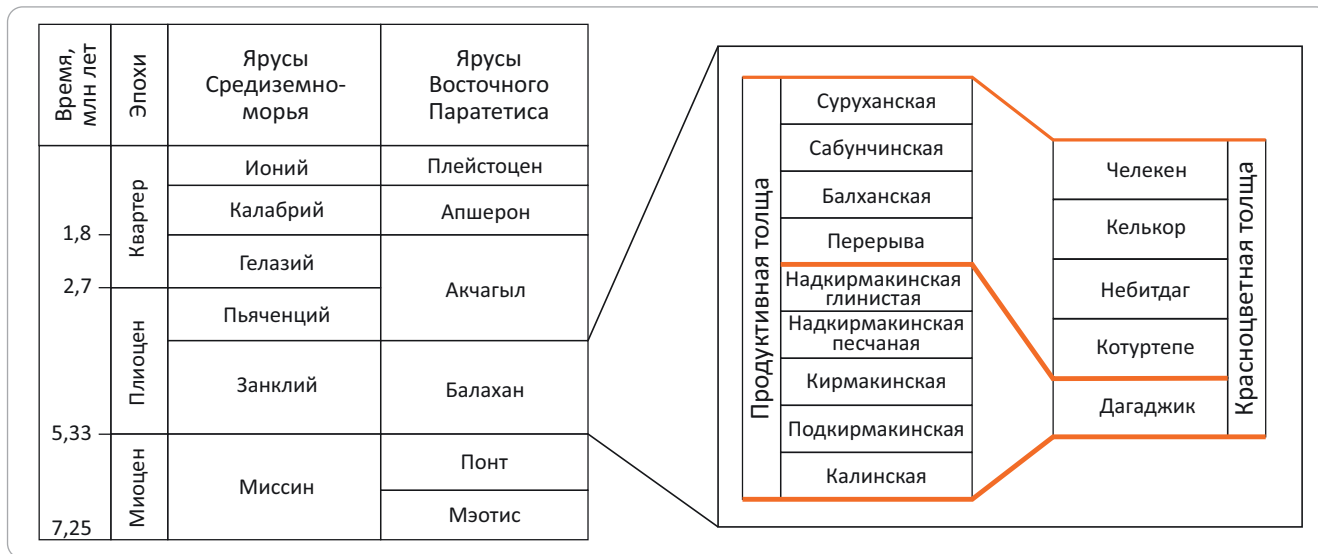 Время,
млн лет
Эпохи
Ярусы
Средиземно-
морья
Ярусы
Восточного
Паратетиса
1,8
2,7
5,33
7,25
Квартер
Плиоцен
Миоцен
Ионий
Калабрий
Гелазий
Пьяченций
Занклий
Миссин
Плейстоцен
Апшерон
Акчагыл
Балахан
Понт
Мэотис
Продуктивная толща
Суруханская
Сабунчинская
Балханская
Перерыва
Надкирмакинская
глинистая
Надкирмакинская
песчаная
Кирмакинская
Подкирмакинская
Калинская
Челекен
Келькор
Небитдаг
Котуртепе
Дагаджик
Красноцветная толща